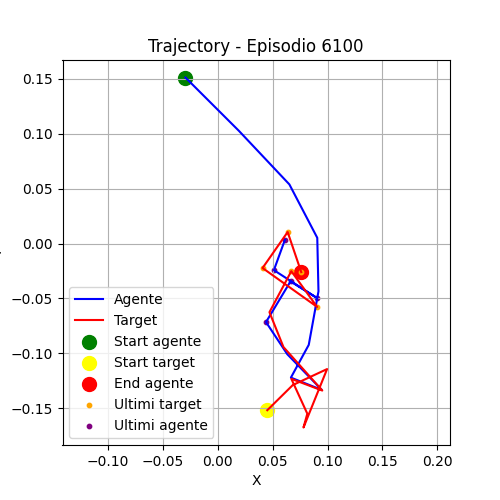 Trajectory - Episodio 6100
0.15
0.10
0.05
0.00
−0.05
−0.10
−0.15
Agente
Target
Start agente
Start target
End agente
Ultimi target
Ultimi agente
−0.10
−0.05
0.00
0.05
0.10
0.15
0.20
X